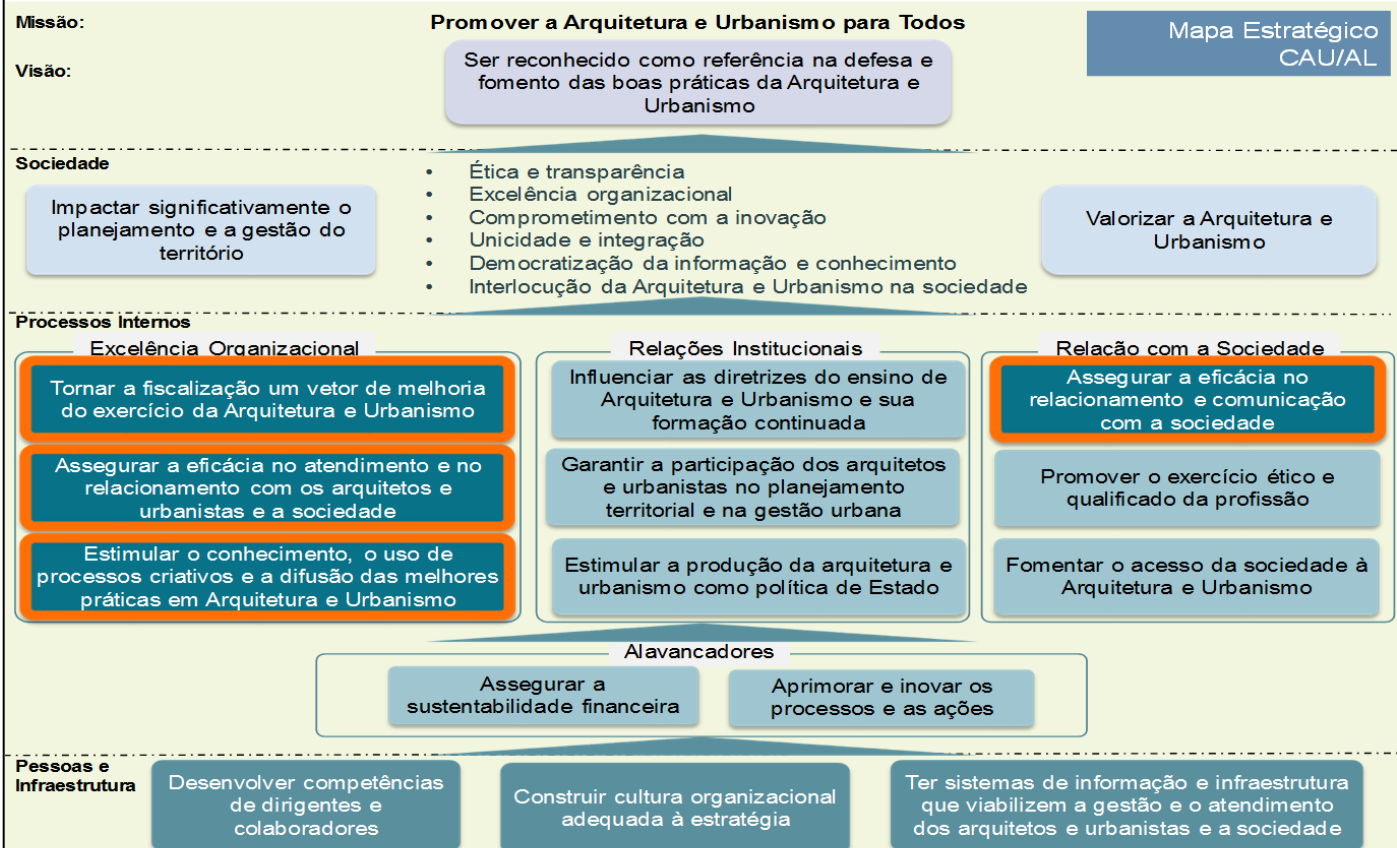 Missão:
Promover a Arquitetura e Urbanismo para Todos
Mapa Estratégico
CAU/AL
Visão:
Ser reconhecido como referência na defesa e
fomento das boas práticas da Arquitetura e
Urbanismo
Sociedade
Impactar significativamente o
planejamento e a gestão do
território
• Ética e transparência
• Excelência organizacional
• Comprometimento com a inovação
• Unicidade e integração
• Democratização da informação e conhecimento
• Interlocução da Arquitetura e Urbanismo na sociedade
Valorizar a Arquitetura e
Urbanismo
Processos Internos
Excelência Organizacional
Tornar a fiscalização um vetor de melhoria
do exercício da Arquitetura e Urbanismo
Assegurar a eficácia no atendimento e no
relacionamento com os arquitetos e
urbanistas e a sociedade
Estimular o conhecimento, o uso de
processos criativos e a difusão das melhores
práticas em Arquitetura e Urbanismo
Relações Institucionais
Influenciar as diretrizes do ensino de
Arquitetura e Urbanismo e sua
formação continuada
Garantir a participação dos arquitetos
e urbanistas no planejamento
territorial e na gestão urbana
Estimular a produção da arquitetura e
urbanismo como política de Estado
Relação com a Sociedade
Assegurar a eficácia no
relacionamento e comunicação
com a sociedade
Promover o exercício ético e
qualificado da profissão
Fomentar o acesso da sociedade à
Arquitetura e Urbanismo
Alavancadores
Assegurar a
sustentabilidade financeira
Aprimorar e inovar os
processos e as ações
Pessoas e
Infraestrutura
Desenvolver competências
de dirigentes e
colaboradores
Construir cultura organizacional
adequada à estratégia
Ter sistemas de informação e infraestrutura
que viabilizem a gestão e o atendimento
dos arquitetos e urbanistas e a sociedade